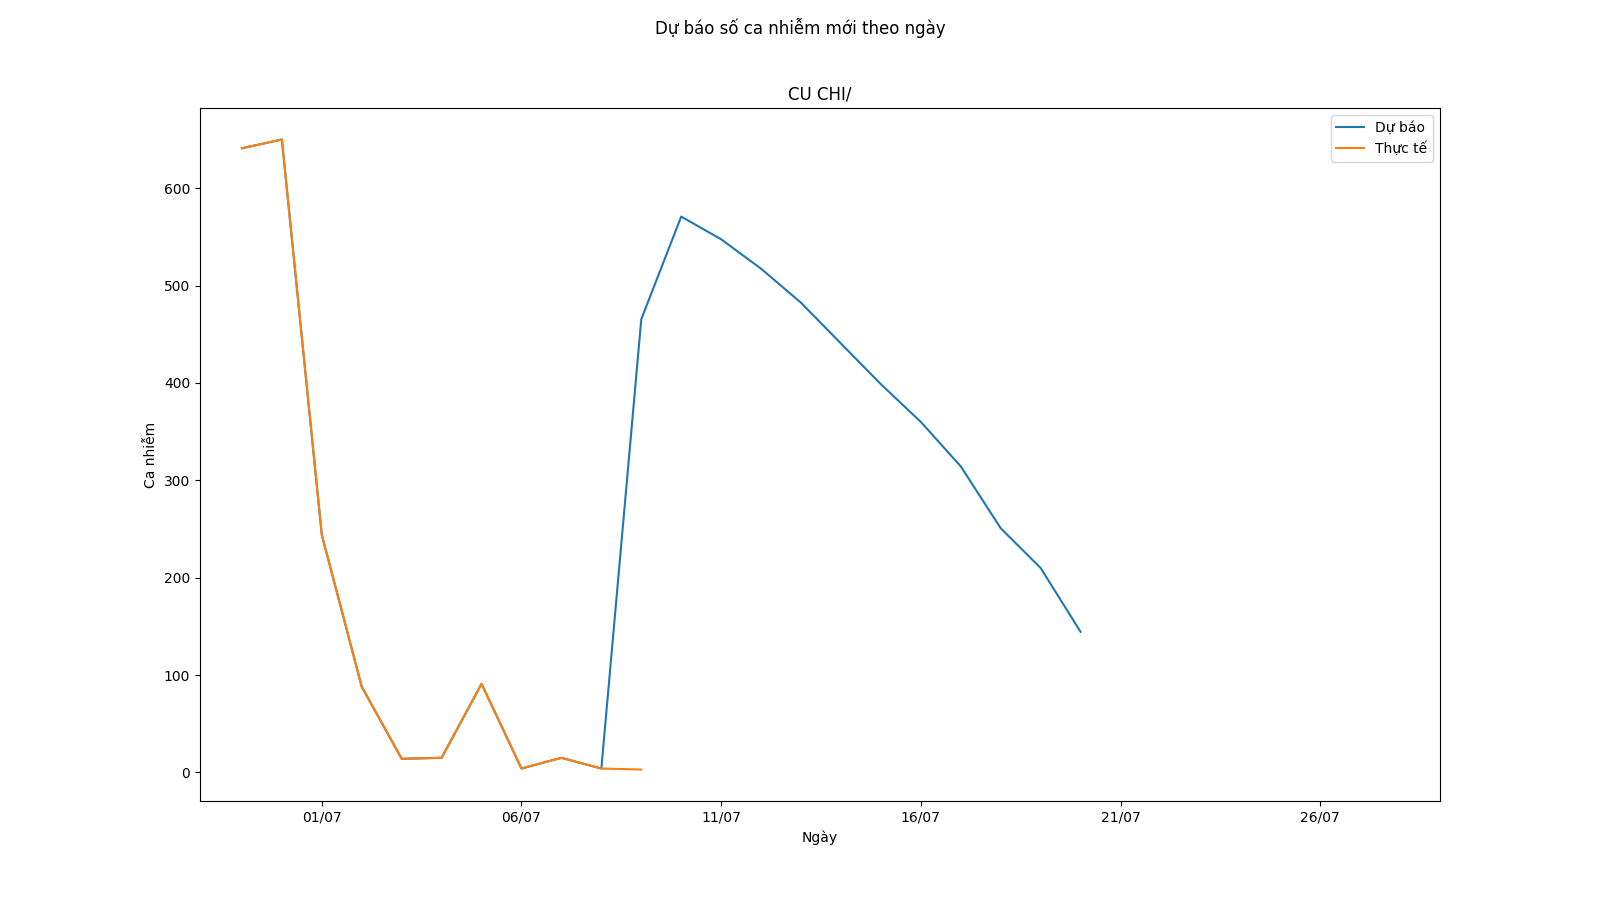 Dự báo số ca nhiễm mới theo ngày
CU CHI/
Dự báo
Thực tế
600
500
400
300
200
100
0
Ca nhiễm
01/07
06/07
11/07
16/07
21/07
26/07
Ngày